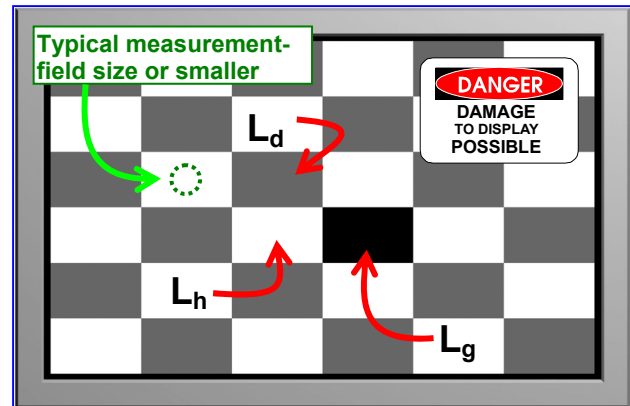 Typical measurement-
field size or smaller
DANGER
DAMAGE
TO DISPLAY
POSSIBLE
Ld
Lh
Lg